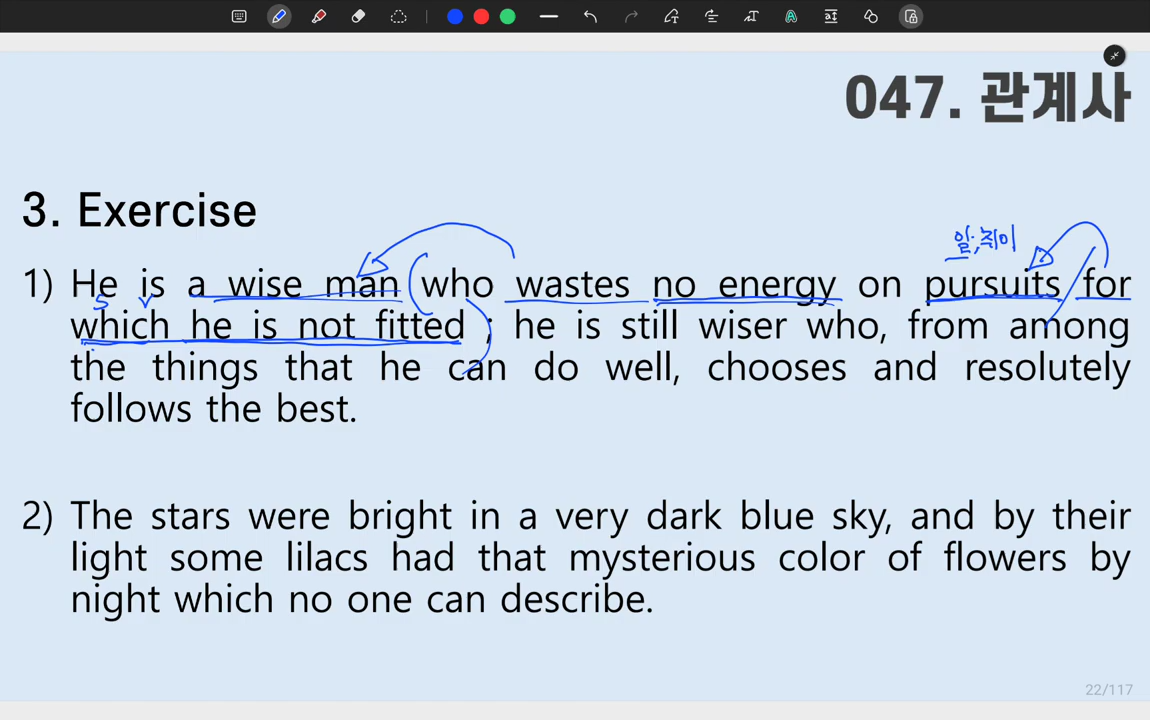 047. 관계사
3. Exercise
일; 취미
1) He is a wise man (who wastes no energy on pursuits for
S V
which he is not fitted) ; he is still wiser who, from among
the things that he can do well, chooses and resolutely
follows the best.
2) The stars were bright in a very dark blue sky, and by their
light some lilacs had that mysterious color of flowers by
night which no one can describe.
22/117